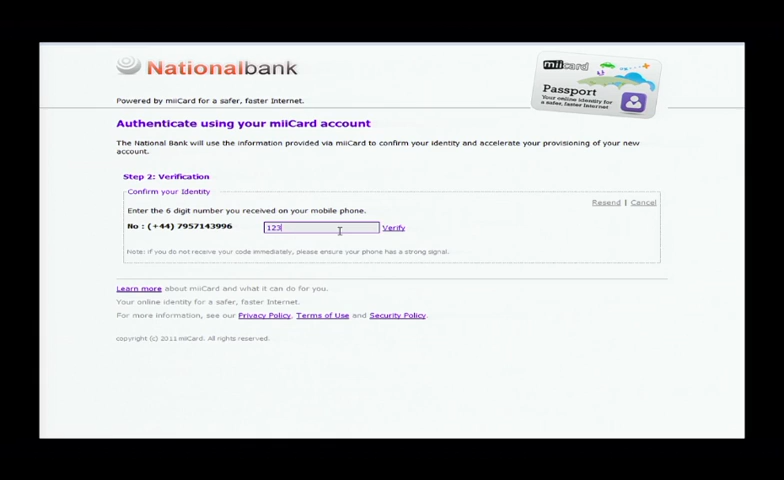 Nationalbank
miicard
Passport
Your online identity for
a safer, faster Internet
Powered by miiCard for a safer, faster Internet.
Authenticate using your miiCard account
The National Bank will use the information provided via miiCard to confirm your identity and accelerate your provisioning of your new
account.
Step 2: Verification
Confirm your Identity
Resend | Cancel
Enter the 6 digit number you received on your mobile phone.
No : (+44) 7957143996 123 Verify
Note: If you do not receive your code immediately, please ensure your phone has a strong signal.
Learn more about miiCard and what it can do for you.
Your online identity for a safer, faster Internet.
For more information, see our Privacy Policy, Terms of Use and Security Policy.
copyright (c) 2011 miiCard. All rights reserved.